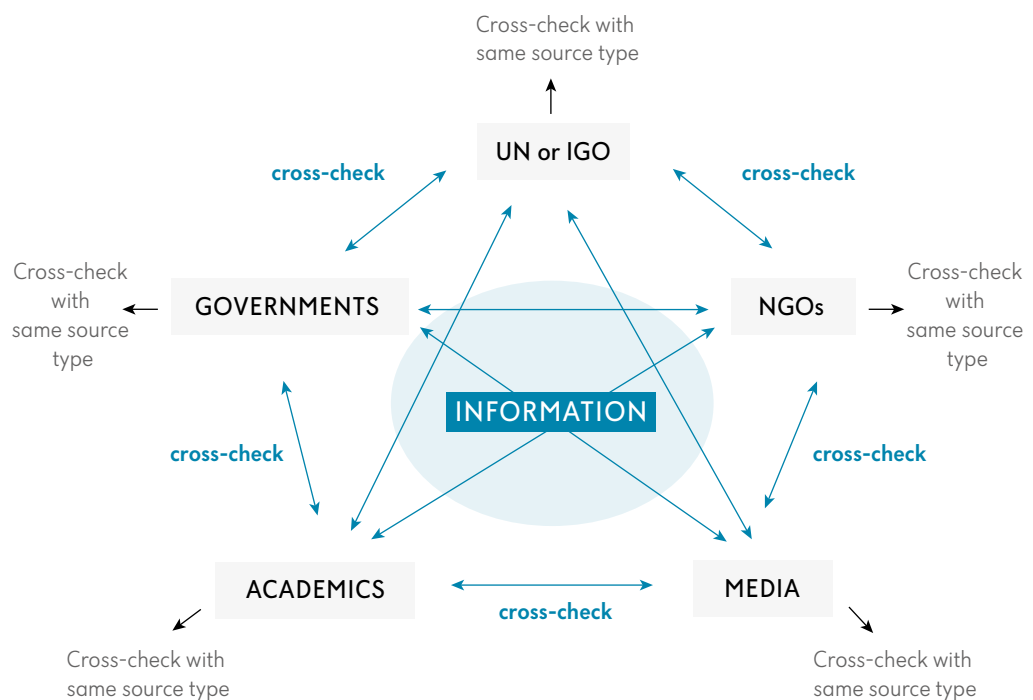 Cross-check with
same source type
UN or IGO
cross-check
cross-check
Cross-check
with
same source
type
GOVERNMENTS
NGOs
Cross-check
with
same source
type
INFORMATION
cross-check
cross-check
ACADEMICS
cross-check
MEDIA
Cross-check with
same source type
Cross-check with
same source type